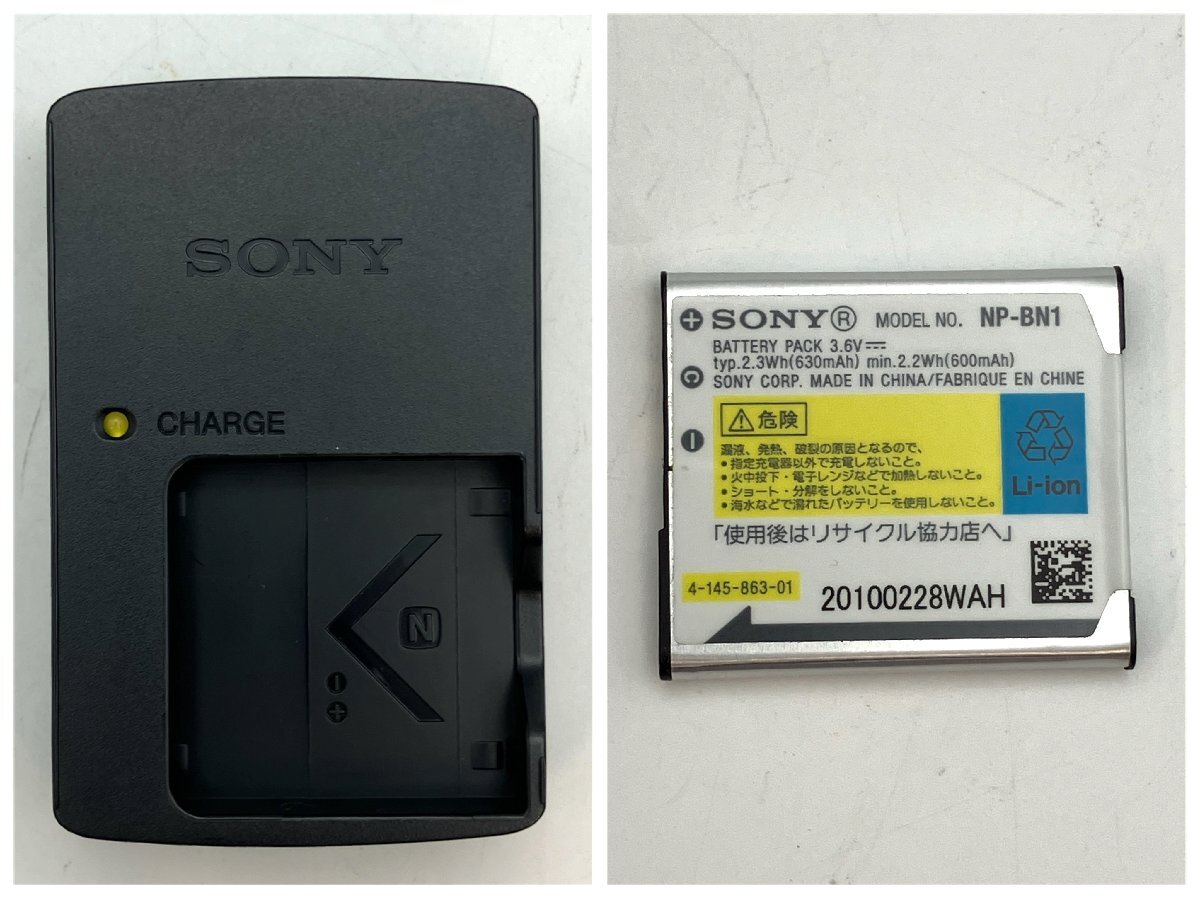 SONY
CHARGE
N
SONY® MODEL NO. NP-BN1
BATTERY PACK 3.6V
typ.2.3Wh(630mAh) min.2.2Wh(600mAh)
SONY CORP. MADE IN CHINA/FABRIQUE EN CHINE
危険
漏液、発熱、破裂の原因となるので、
•指定充電器以外で充電しないこと。
•火中投下・電子レンジなどで加熱しないこと。
•ショート・分解をしないこと。
•海水などで濡れたバッテリーを使用しないこと。
Li-ion
「使用後はリサイクル協力店へ」
4-145-863-01
20100228WAH